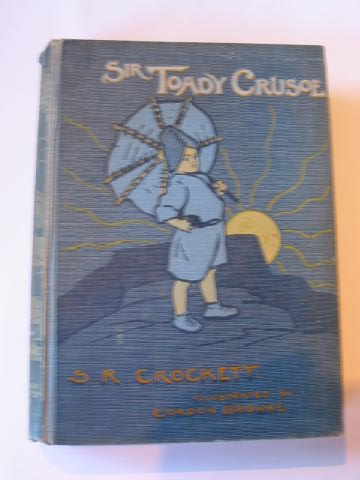 SIR TOADY CRUSOE
S. R. CROCKETT
ILLUSTRATED BY
GORDON BROWNE